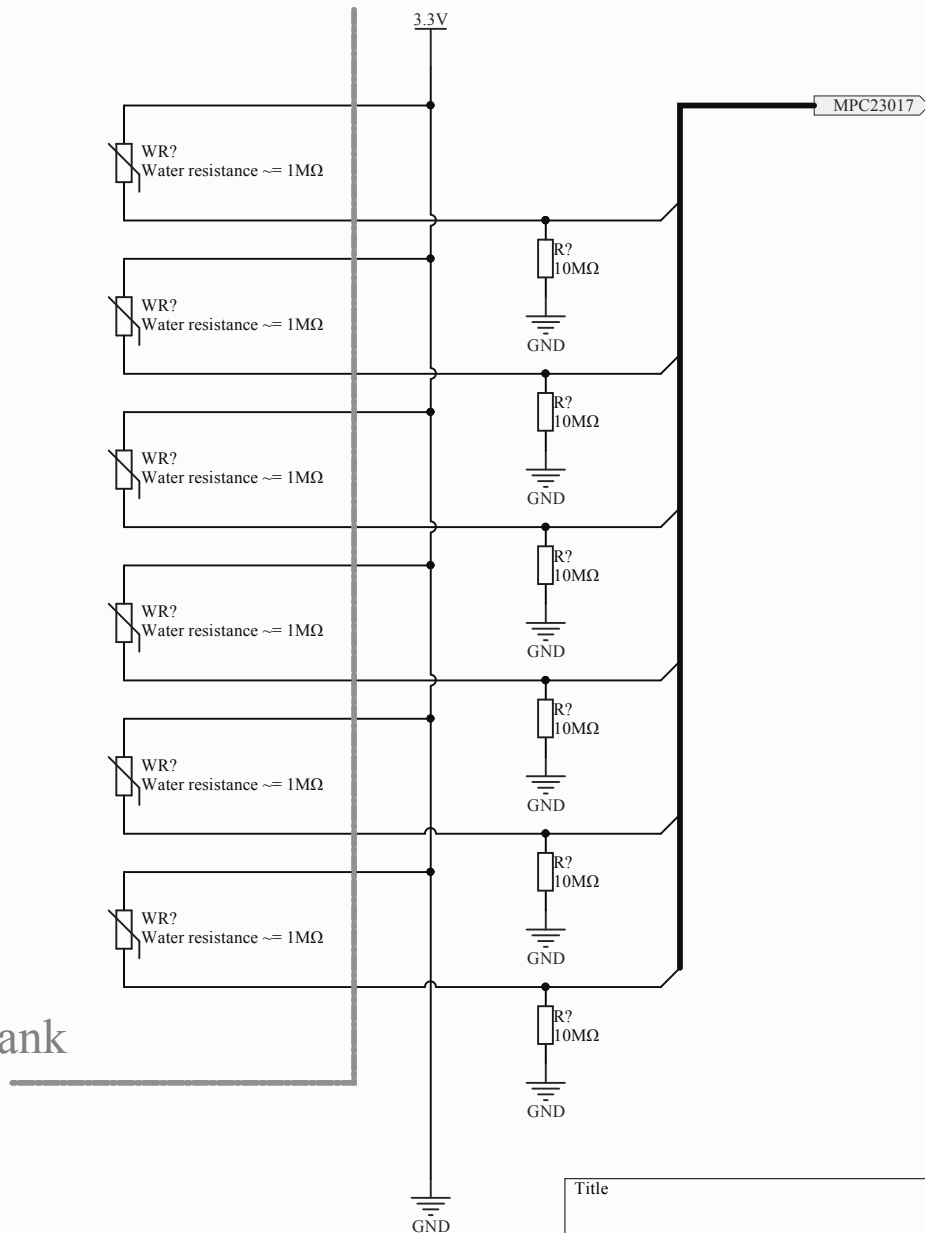 3.3V
MPC23017
WR?
Water resistance ~= 1MΩ
R?
10MΩ
GND
WR?
Water resistance ~= 1MΩ
R?
10MΩ
GND
WR?
Water resistance ~= 1MΩ
R?
10MΩ
GND
WR?
Water resistance ~= 1MΩ
R?
10MΩ
GND
WR?
Water resistance ~= 1MΩ
R?
10MΩ
GND
WR?
Water resistance ~= 1MΩ
R?
10MΩ
GND
ank
Title
GND